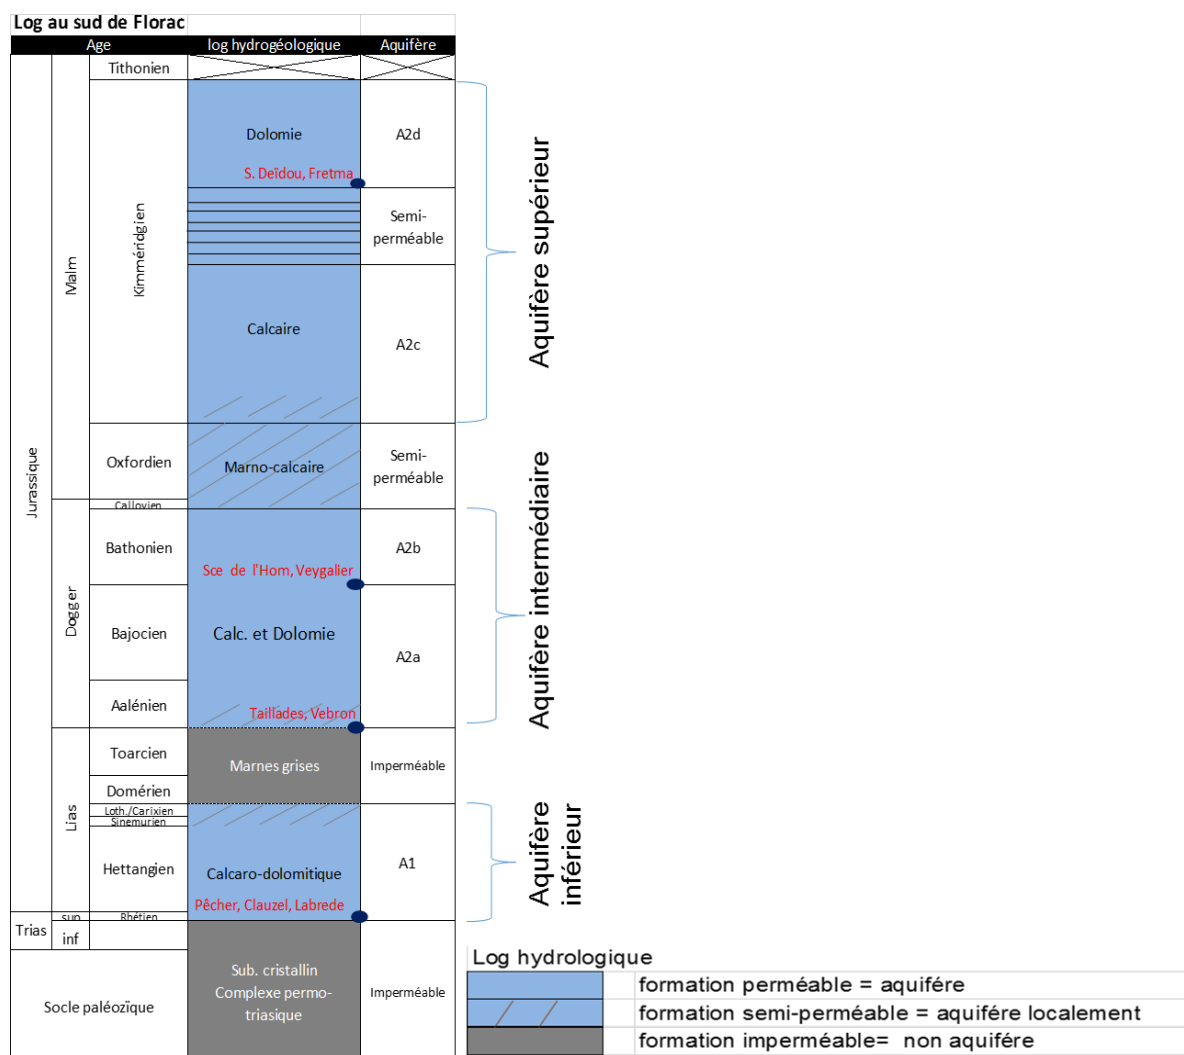 Log au sud de Florac
Age
log hydrogéologique
Aquifère
Tithonien
Dolomie
A2d
S. Deïdou, Fretma
Semi-
perméable
Kimméridgien
Malm
Calcaire
A2c
Aquifère supérieur
Jurassique
Oxfordien
Marno-calcaire
Semi-
perméable
Callovien
Bathonien
A2b
Sce de l'Hom, Veygalier
Dogger
Bajocien
Calc. et Dolomie
A2a
Aalénien
Taillades, Vebron
Aquifère intermédiaire
Toarcien
Marnes grises
Imperméable
Domérien
Lias
Loth./Carixien
Sinemurien
Hettangien
Calcaro-dolomitique
A1
Pêcher, Clauzel, Labrede
Aquifère
inférieur
Trias
sup
Rhétien
inf
Sub. cristallin
Complexe permo-
triasique
Imperméable
Socle paléozïque
Log hydrologique
formation perméable = aquifére
formation semi-perméable = aquifére localement
formation imperméable= non aquifére